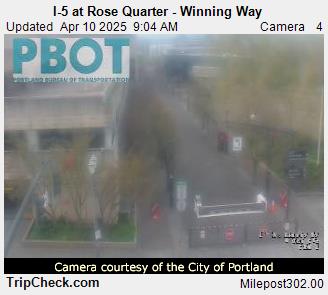 I-5 at Rose Quarter - Winning Way
Updated Apr 10 2025 9:04 AM Camera 4
PBOT
PORTLAND BUREAU OF TRANSPORTATION
Camera courtesy of the City of Portland
TripCheck.com Milepost302.00